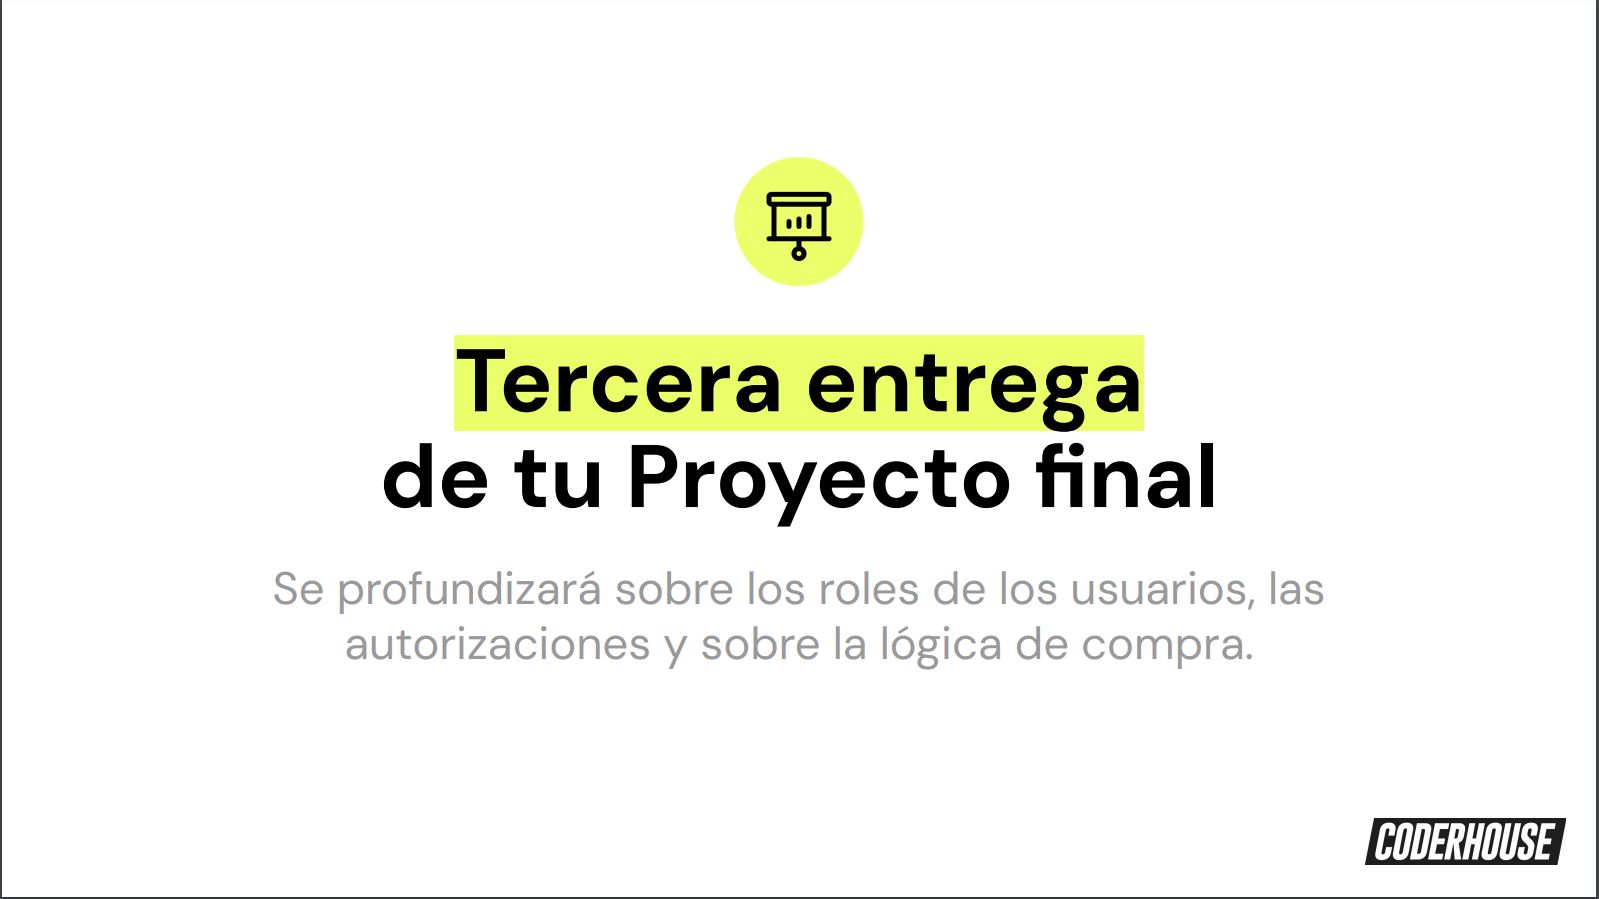 Tercera entrega
de tu Proyecto final
Se profundizará sobre los roles de los usuarios, las
autorizaciones y sobre la lógica de compra.
CODERHOUSE